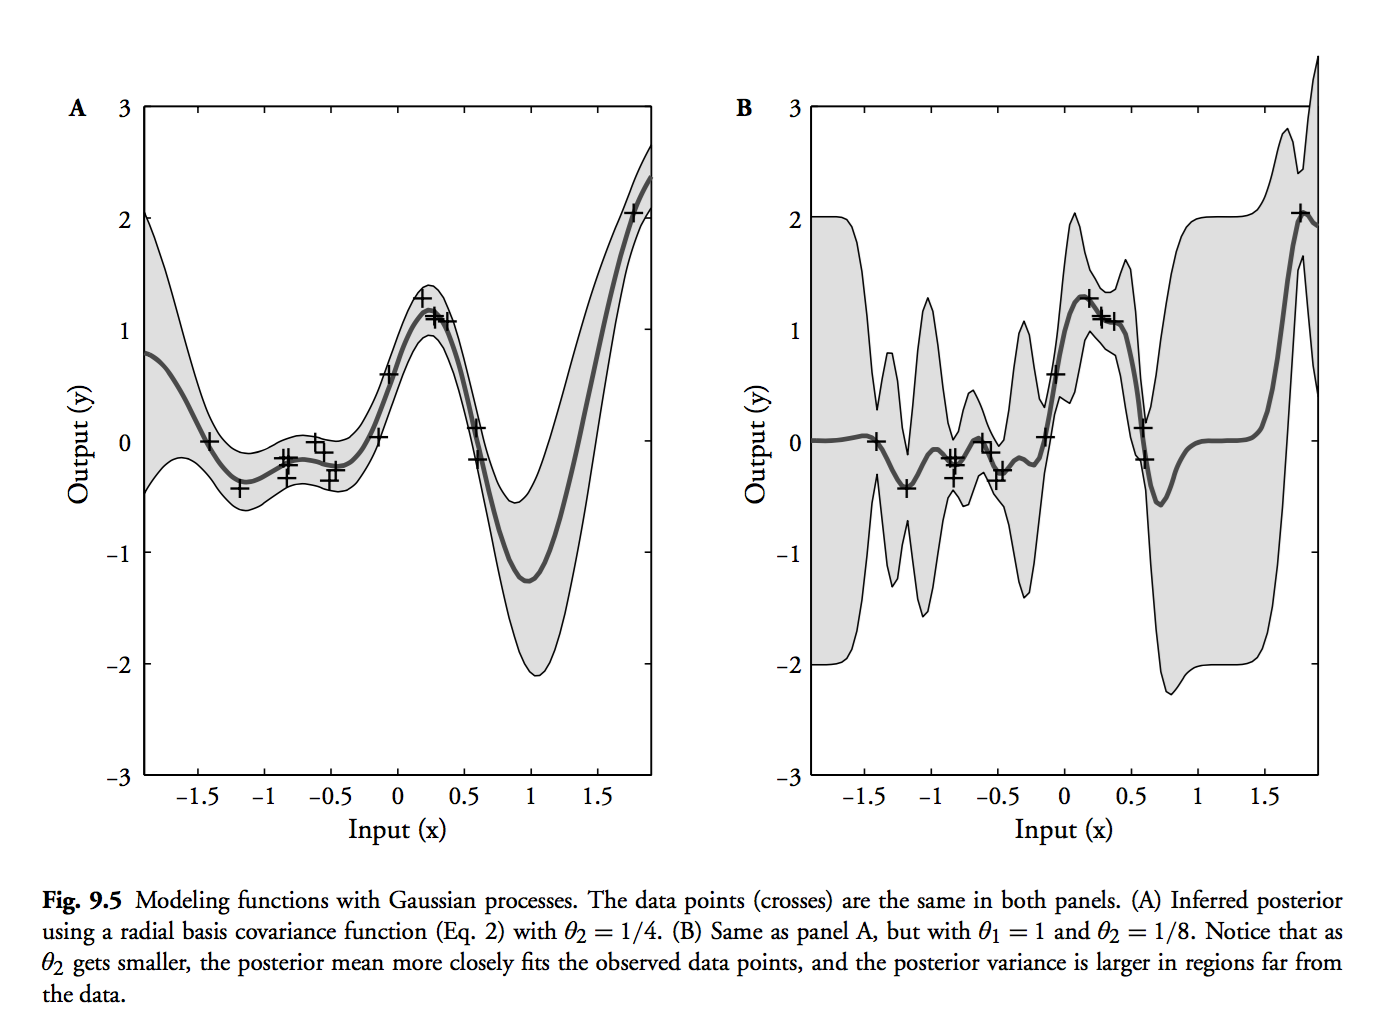 A
3
2
1
0
–1
–2
–3
Output (y)
–1.5 –1 –0.5 0 0.5 1 1.5
Input (x)
B
3
2
1
0
–1
–2
–3
Output (y)
–1.5 –1 –0.5 0 0.5 1 1.5
Input (x)
Fig. 9.5 Modeling functions with Gaussian processes. The data points (crosses) are the same in both panels. (A) Inferred posterior
using a radial basis covariance function (Eq. 2) with θ₂ = 1/4. (B) Same as panel A, but with θ₁ = 1 and θ₂ = 1/8. Notice that as
θ₂ gets smaller, the posterior mean more closely fits the observed data points, and the posterior variance is larger in regions far from
the data.